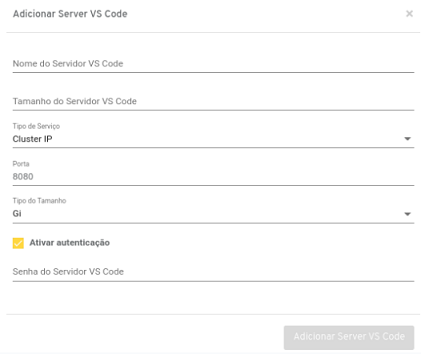 Adicionar Server VS Code
×
Nome do Servidor VS Code
Tamanho do Servidor VS Code
Tipo de Serviço
Cluster IP
Porta
8080
Tipo do Tamanho
Gi
Ativar autenticação
Senha do Servidor VS Code
Adicionar Server VS Code